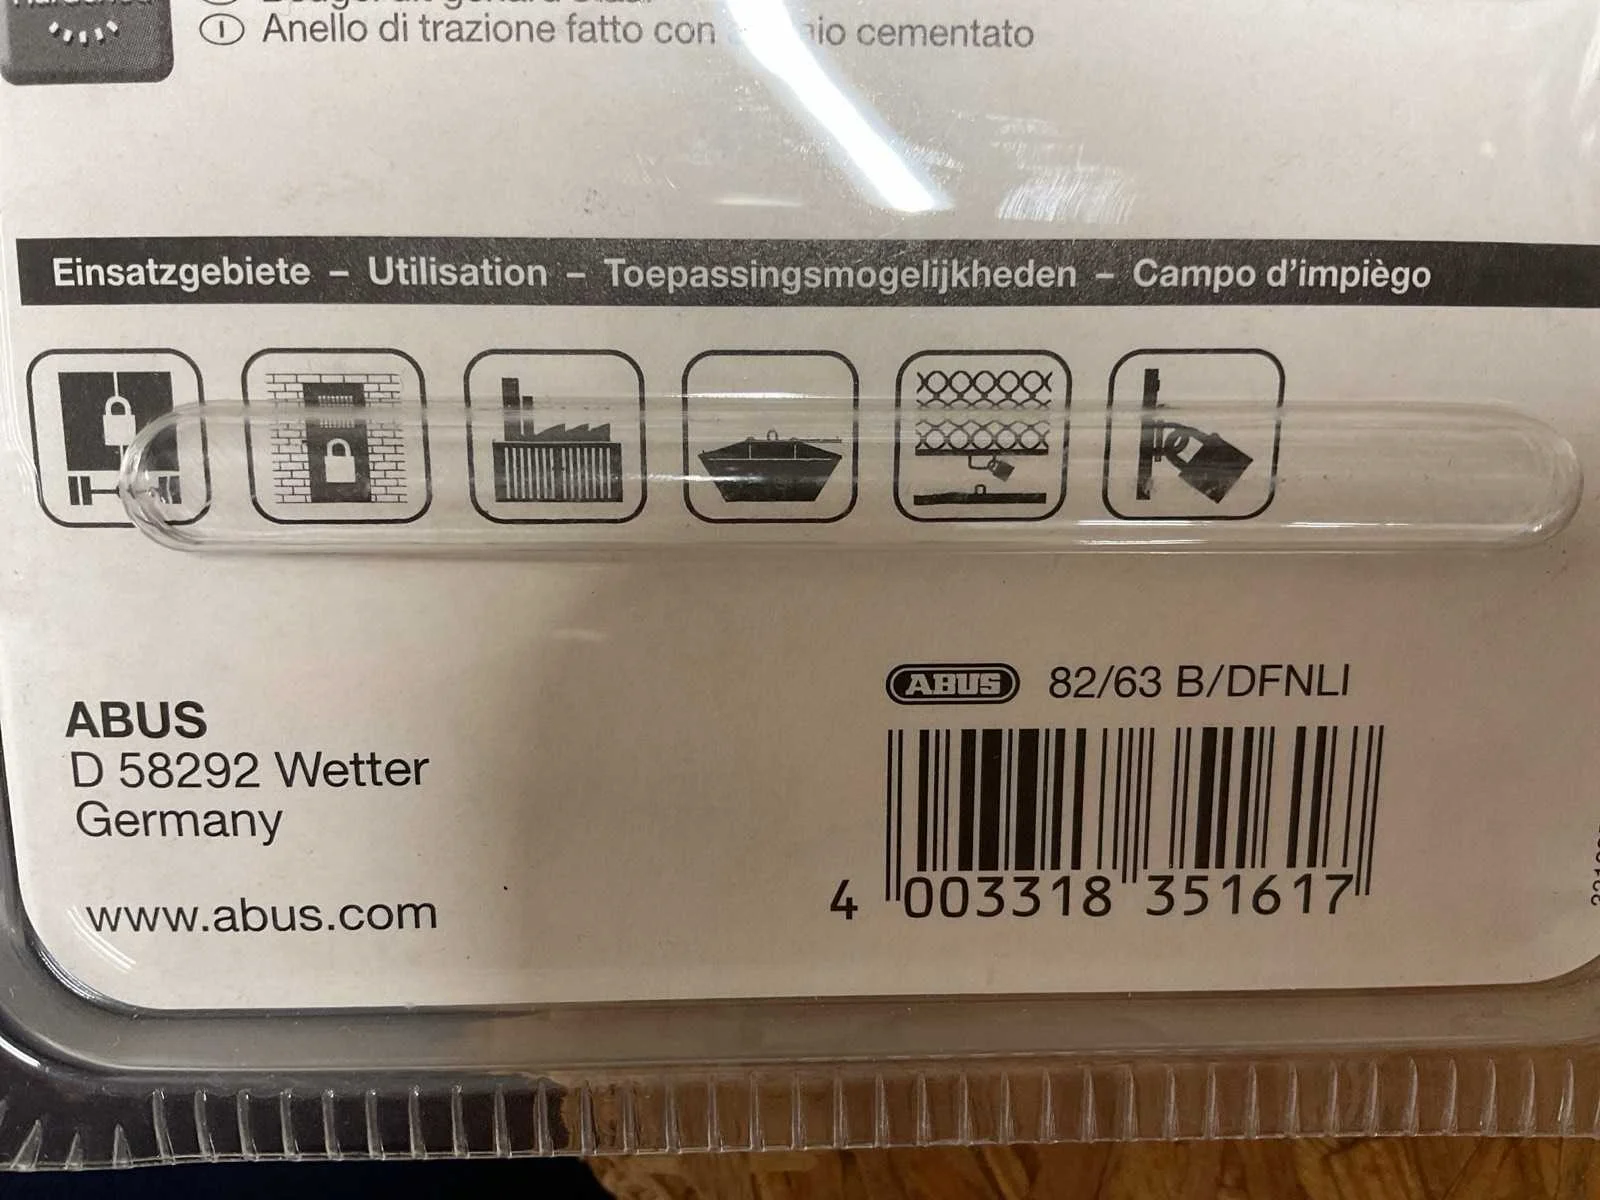 Anello di trazione fatto con cementato
Einsatzgebiete – Utilisation – Toepassingsmogelijkheden – Campo d'impiègo
ABUS 82/63 B/DFNLI
ABUS
D 58292 Wetter
Germany
www.abus.com
4 003318 351617